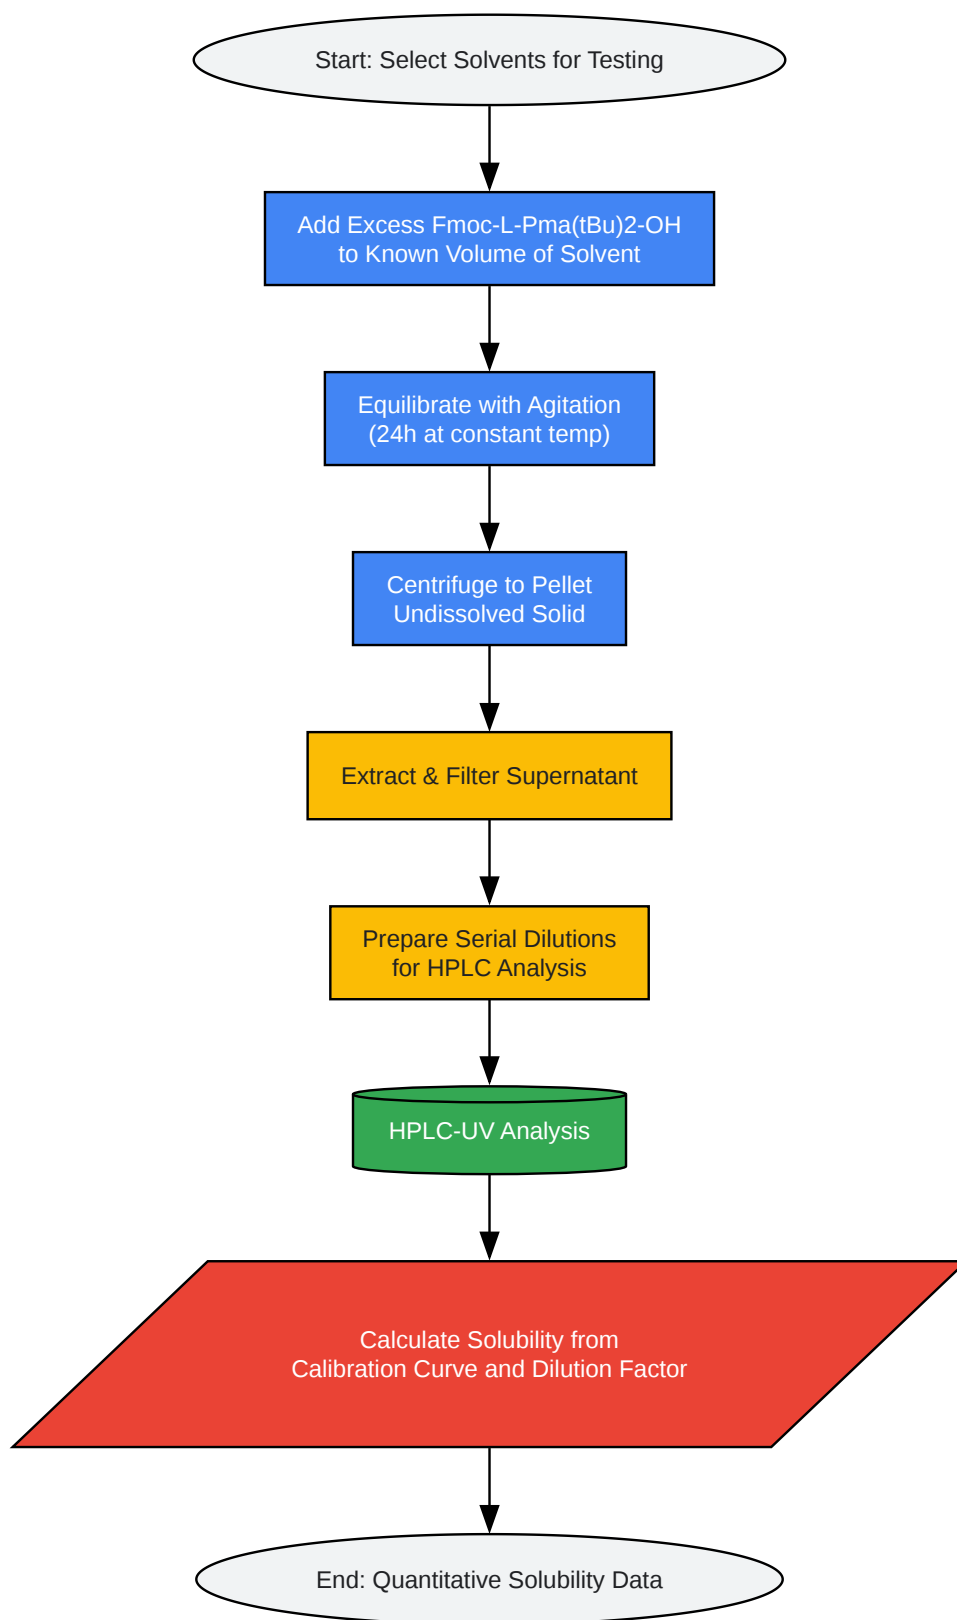 Start: Select Solvents for Testing
Add Excess Fmoc-L-Pma(tBu)2-OH
to Known Volume of Solvent
Equilibrate with Agitation
(24h at constant temp)
Centrifuge to Pellet
Undissolved Solid
Extract & Filter Supernatant
Prepare Serial Dilutions
for HPLC Analysis
HPLC-UV Analysis
Calculate Solubility from
Calibration Curve and Dilution Factor
End: Quantitative Solubility Data